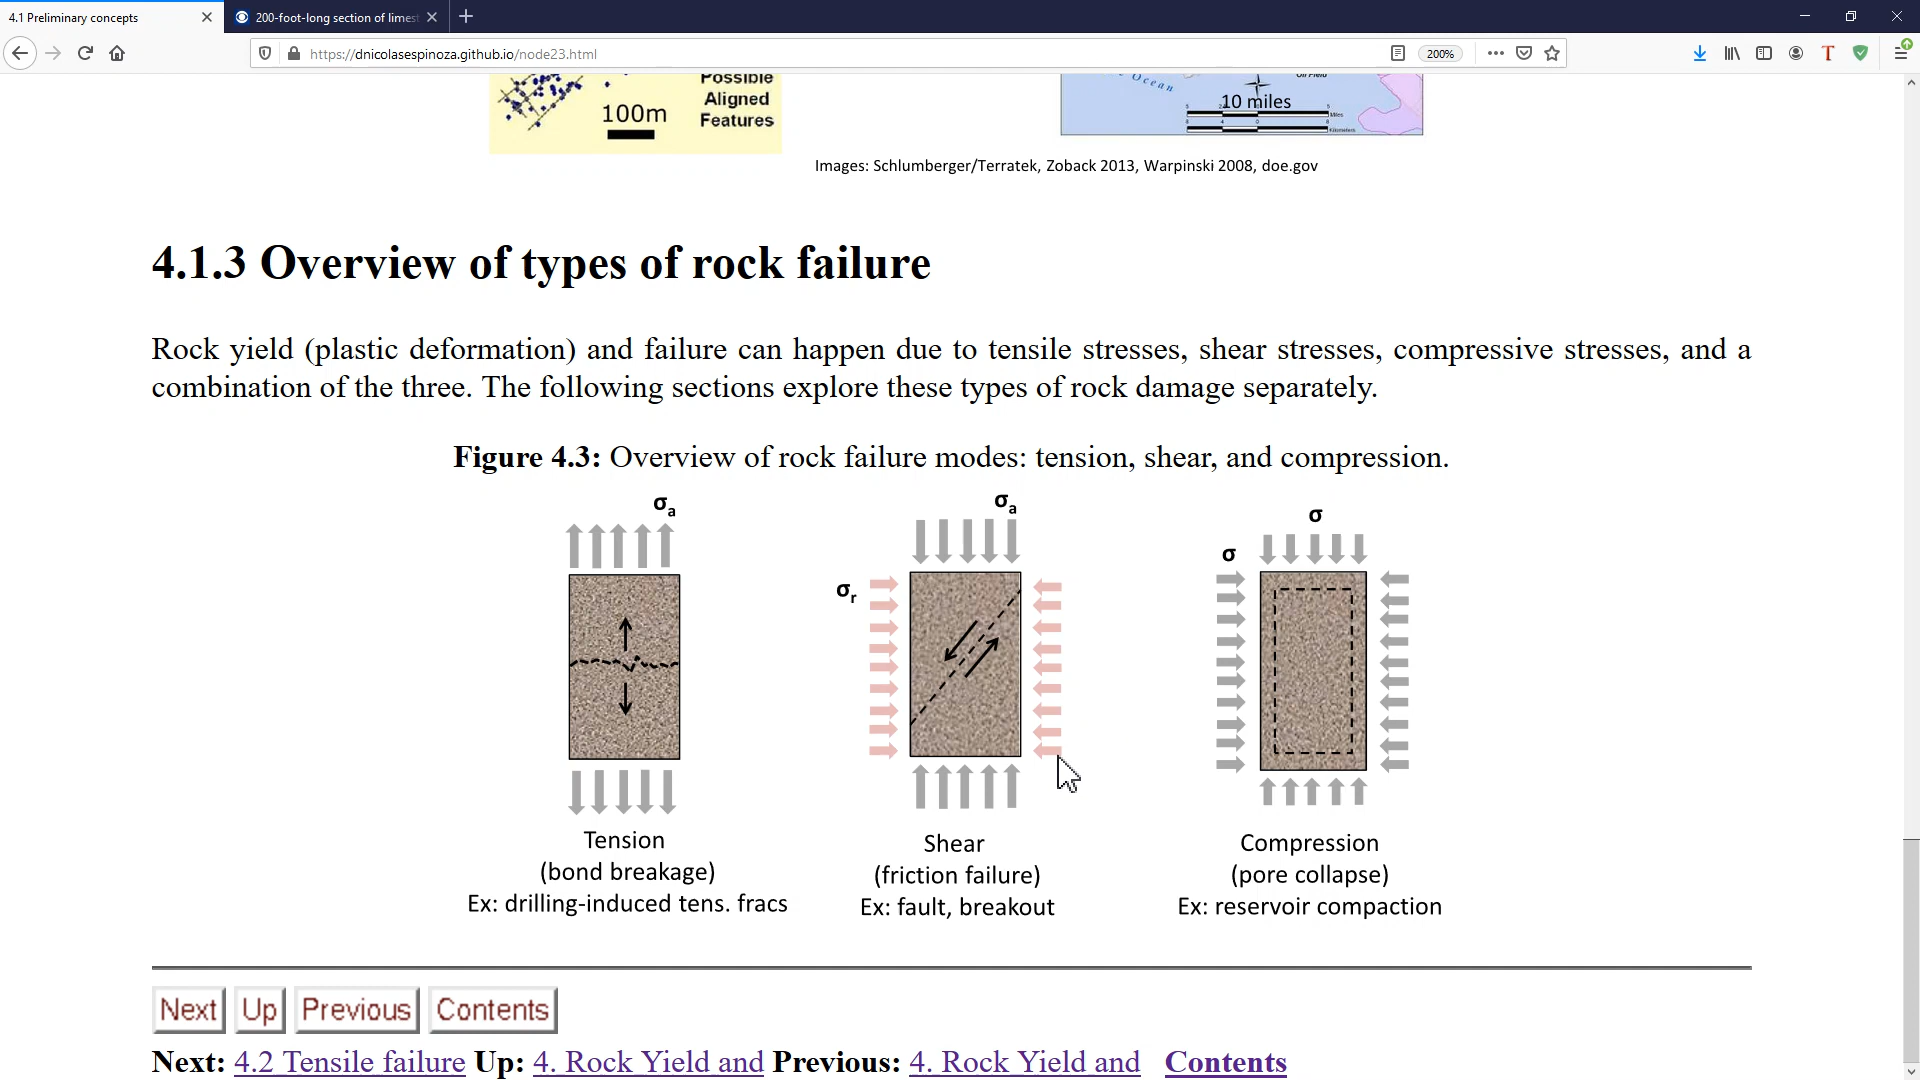 4.1 Preliminary concepts
200-foot-long section of limest
https://dnicolasespinoza.github.io/node23.html
200%
Possible
Aligned
Features
100m
Ocean
10 miles
Miles
Kilometers
Images: Schlumberger/Terratek, Zoback 2013, Warpinski 2008, doe.gov
4.1.3 Overview of types of rock failure
Rock yield (plastic deformation) and failure can happen due to tensile stresses, shear stresses, compressive stresses, and a
combination of the three. The following sections explore these types of rock damage separately.
Figure 4.3: Overview of rock failure modes: tension, shear, and compression.
σa
σa
σ
σ
σr
Tension
(bond breakage)
Ex: drilling-induced tens. fracs
Shear
(friction failure)
Ex: fault, breakout
Compression
(pore collapse)
Ex: reservoir compaction
Next Up Previous Contents
Next: 4.2 Tensile failure Up: 4. Rock Yield and Previous: 4. Rock Yield and Contents